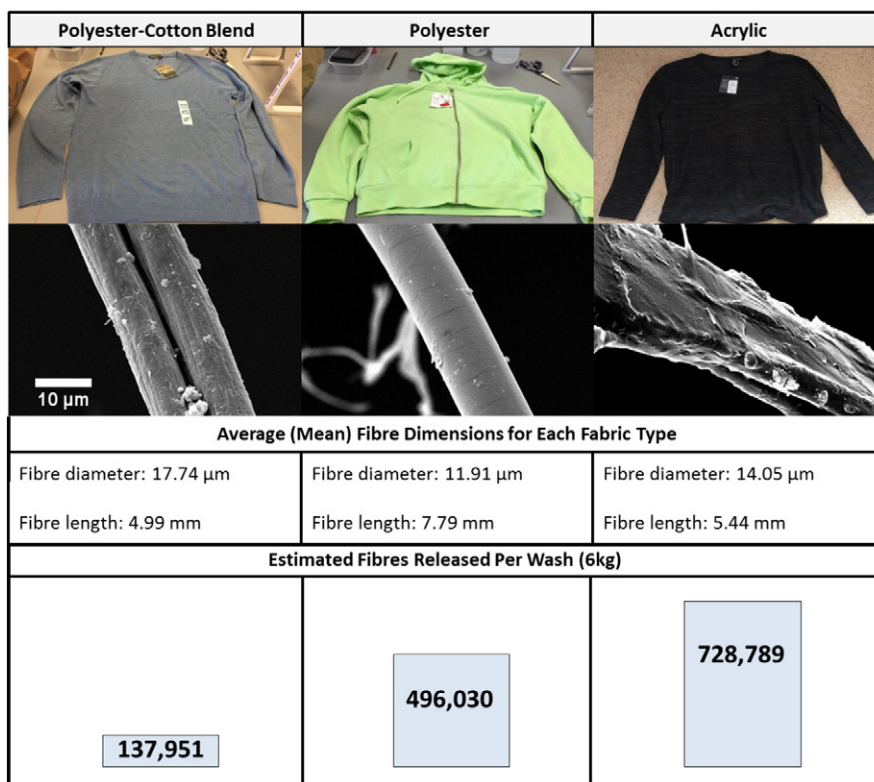 Polyester-Cotton Blend
Polyester
Acrylic
10 µm
Average (Mean) Fibre Dimensions for Each Fabric Type
Fibre diameter: 17.74 µm
Fibre length: 4.99 mm
Fibre diameter: 11.91 µm
Fibre length: 7.79 mm
Fibre diameter: 14.05 µm
Fibre length: 5.44 mm
Estimated Fibres Released Per Wash (6kg)
137,951
496,030
728,789